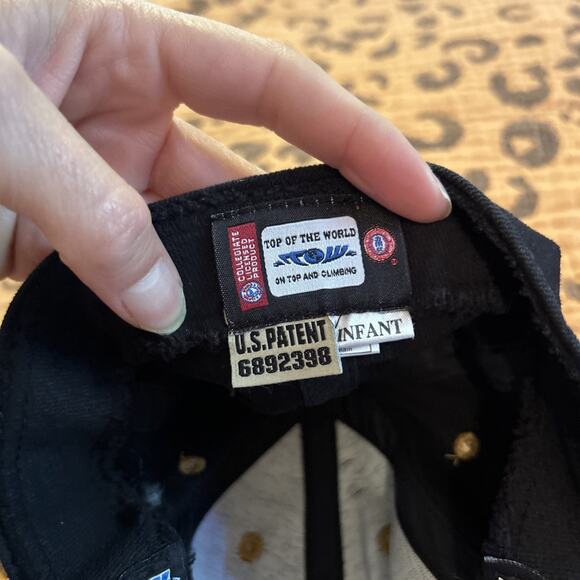 COLLEGIATE
LICENSED
PRODUCT
TOP OF THE WORLD
TOW
ON TOP AND CLIMBING
U.S. PATENT
6892398
INFANT